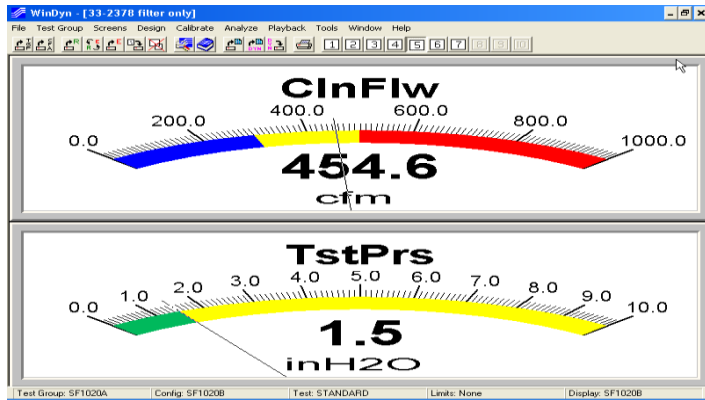 WinDyn - [33-2378 filter only]
File Test Group Screens Design Calibrate Analyze Playback Tools Window Help
1 2 3 4 5 6 7 8 9 10
ClnFlw
0.0 200.0 400.0 600.0 800.0 1000.0
454.6
cfm
TstPrs
0.0 1.0 2.0 3.0 4.0 5.0 6.0 7.0 8.0 9.0 10.0
1.5
inH2O
Test Group: SF1020A Config: SF1020B Test: STANDARD Limits: None Display: SF1020B